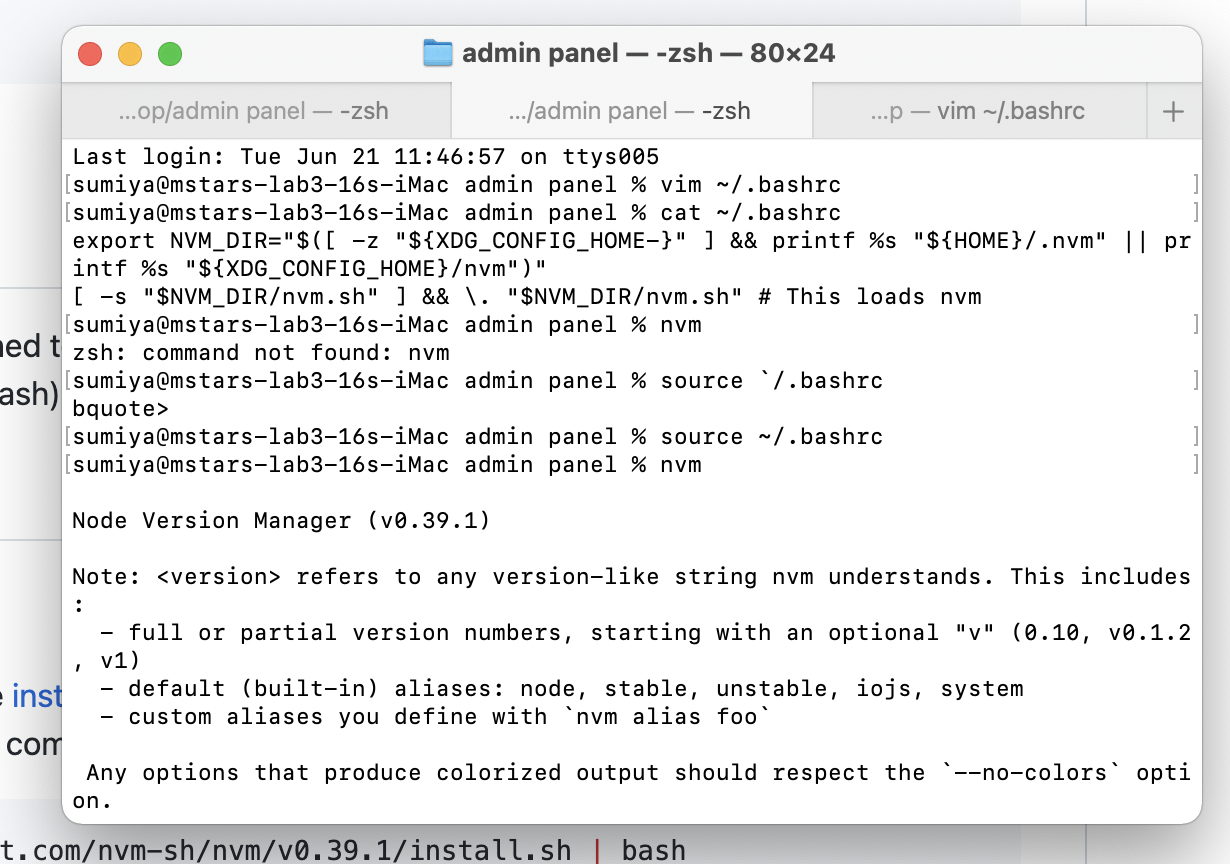 admin panel — -zsh — 80×24
...op/admin panel — -zsh
.../admin panel — -zsh
...p — vim ~/.bashrc
+
Last login: Tue Jun 21 11:46:57 on ttys005
[sumiya@mstars-lab3-16s-iMac admin panel % vim ~/.bashrc ]
[sumiya@mstars-lab3-16s-iMac admin panel % cat ~/.bashrc ]
export NVM_DIR="$([ -z "${XDG_CONFIG_HOME-}" ] && printf %s "${HOME}/.nvm" || pr
intf %s "${XDG_CONFIG_HOME}/nvm")"
[ -s "$NVM_DIR/nvm.sh" ] && \. "$NVM_DIR/nvm.sh" # This loads nvm
[sumiya@mstars-lab3-16s-iMac admin panel % nvm ]
zsh: command not found: nvm
[sumiya@mstars-lab3-16s-iMac admin panel % source `/.bashrc ]
bquote>
[sumiya@mstars-lab3-16s-iMac admin panel % source ~/.bashrc ]
[sumiya@mstars-lab3-16s-iMac admin panel % nvm ]
Node Version Manager (v0.39.1)
Note: <version> refers to any version-like string nvm understands. This includes
:
- full or partial version numbers, starting with an optional "v" (0.10, v0.1.2
, v1)
- default (built-in) aliases: node, stable, unstable, iojs, system
- custom aliases you define with `nvm alias foo`
Any options that produce colorized output should respect the `--no-colors` opti
on.
ned t
ash)
inst
com
t.com/nvm-sh/nvm/v0.39.1/install.sh | bash